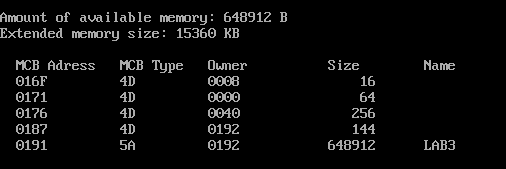 Amount of available memory: 648912 B
Extended memory size: 15360 KB
MCB Adress MCB Type Owner Size Name
016F 4D 0008 16
0171 4D 0000 64
0176 4D 0040 256
0187 4D 0192 144
0191 5A 0192 648912 LAB3